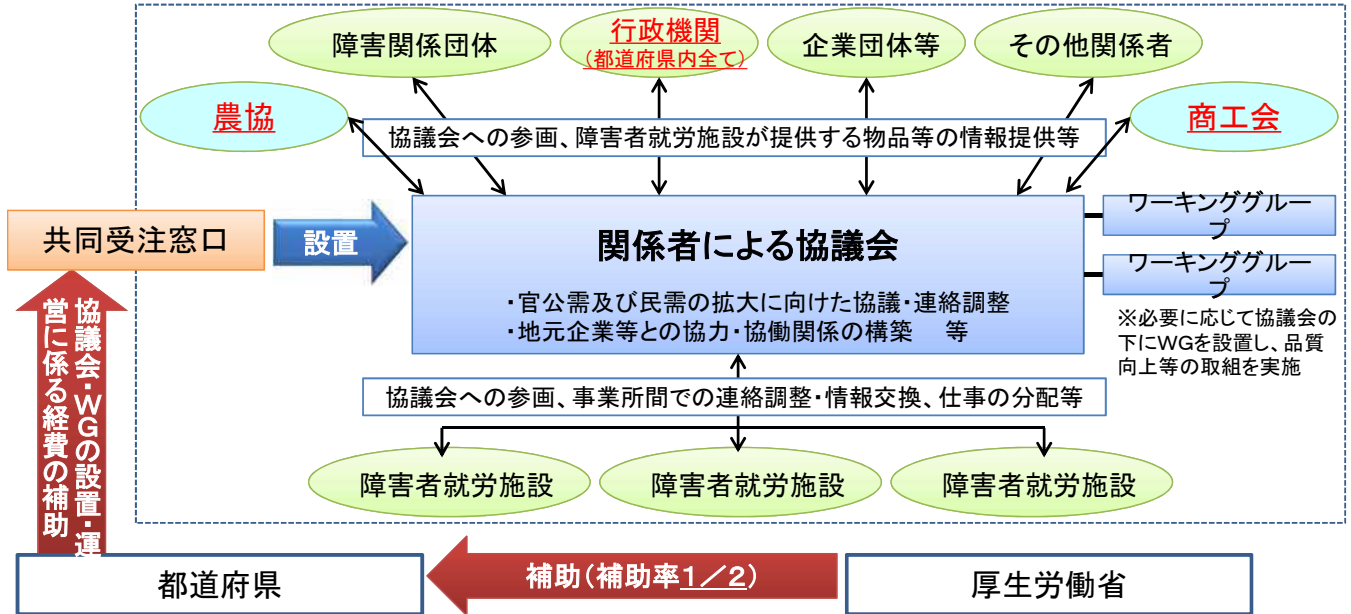 障害関係団体
行政機関
(都道府県内全て)
企業団体等
その他関係者
農協
商工会
協議会への参画、障害者就労施設が提供する物品等の情報提供等
共同受注窓口
設置
関係者による協議会
・官公需及び民需の拡大に向けた協議・連絡調整
・地元企業等との協力・協働関係の構築　等
ワーキンググルー
プ
ワーキンググルー
プ
※必要に応じて協議会の
下にWGを設置し、品質
向上等の取組を実施
協議会への参画、事業所間での連絡調整・情報交換、仕事の分配等
障害者就労施設
障害者就労施設
障害者就労施設
協議会・WGの設置・運
営に係る経費の補助
都道府県
補助(補助率1/2)
厚生労働省